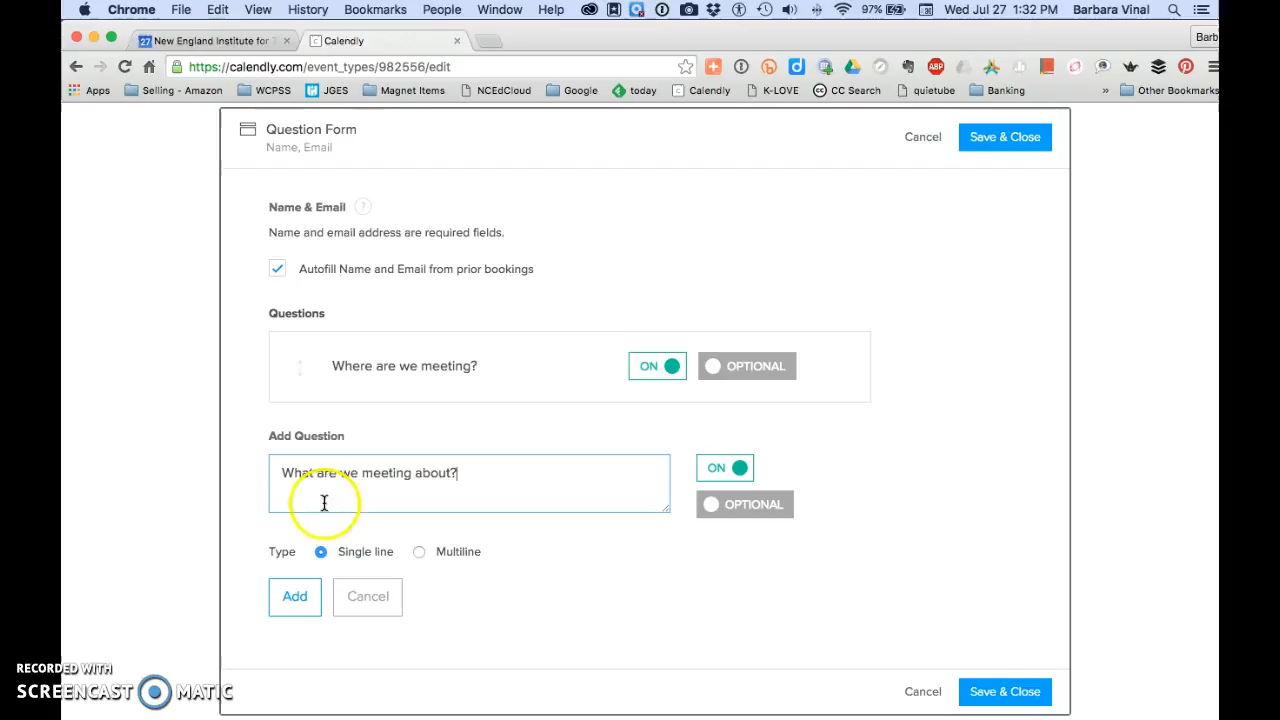 Chrome File Edit View History Bookmarks People Window Help 97% Wed Jul 27 1:32 PM Barbara Vinal
27 New England Institute for T × Calendly × Barb
https://calendly.com/event_types/982556/edit ABP
Apps Selling - Amazon WCPSS JGES Magnet Items NCEdCloud Google today Calendly K-LOVE CC Search quietube Banking » Other Bookmarks
Question Form
Name, Email
Cancel Save & Close
Name & Email ?
Name and email address are required fields.
Autofill Name and Email from prior bookings
Questions
Where are we meeting? ON OPTIONAL
Add Question
What are we meeting about? ON
OPTIONAL
Type Single line Multiline
Add Cancel
Cancel Save & Close
RECORDED WITH
SCREENCAST MATIC